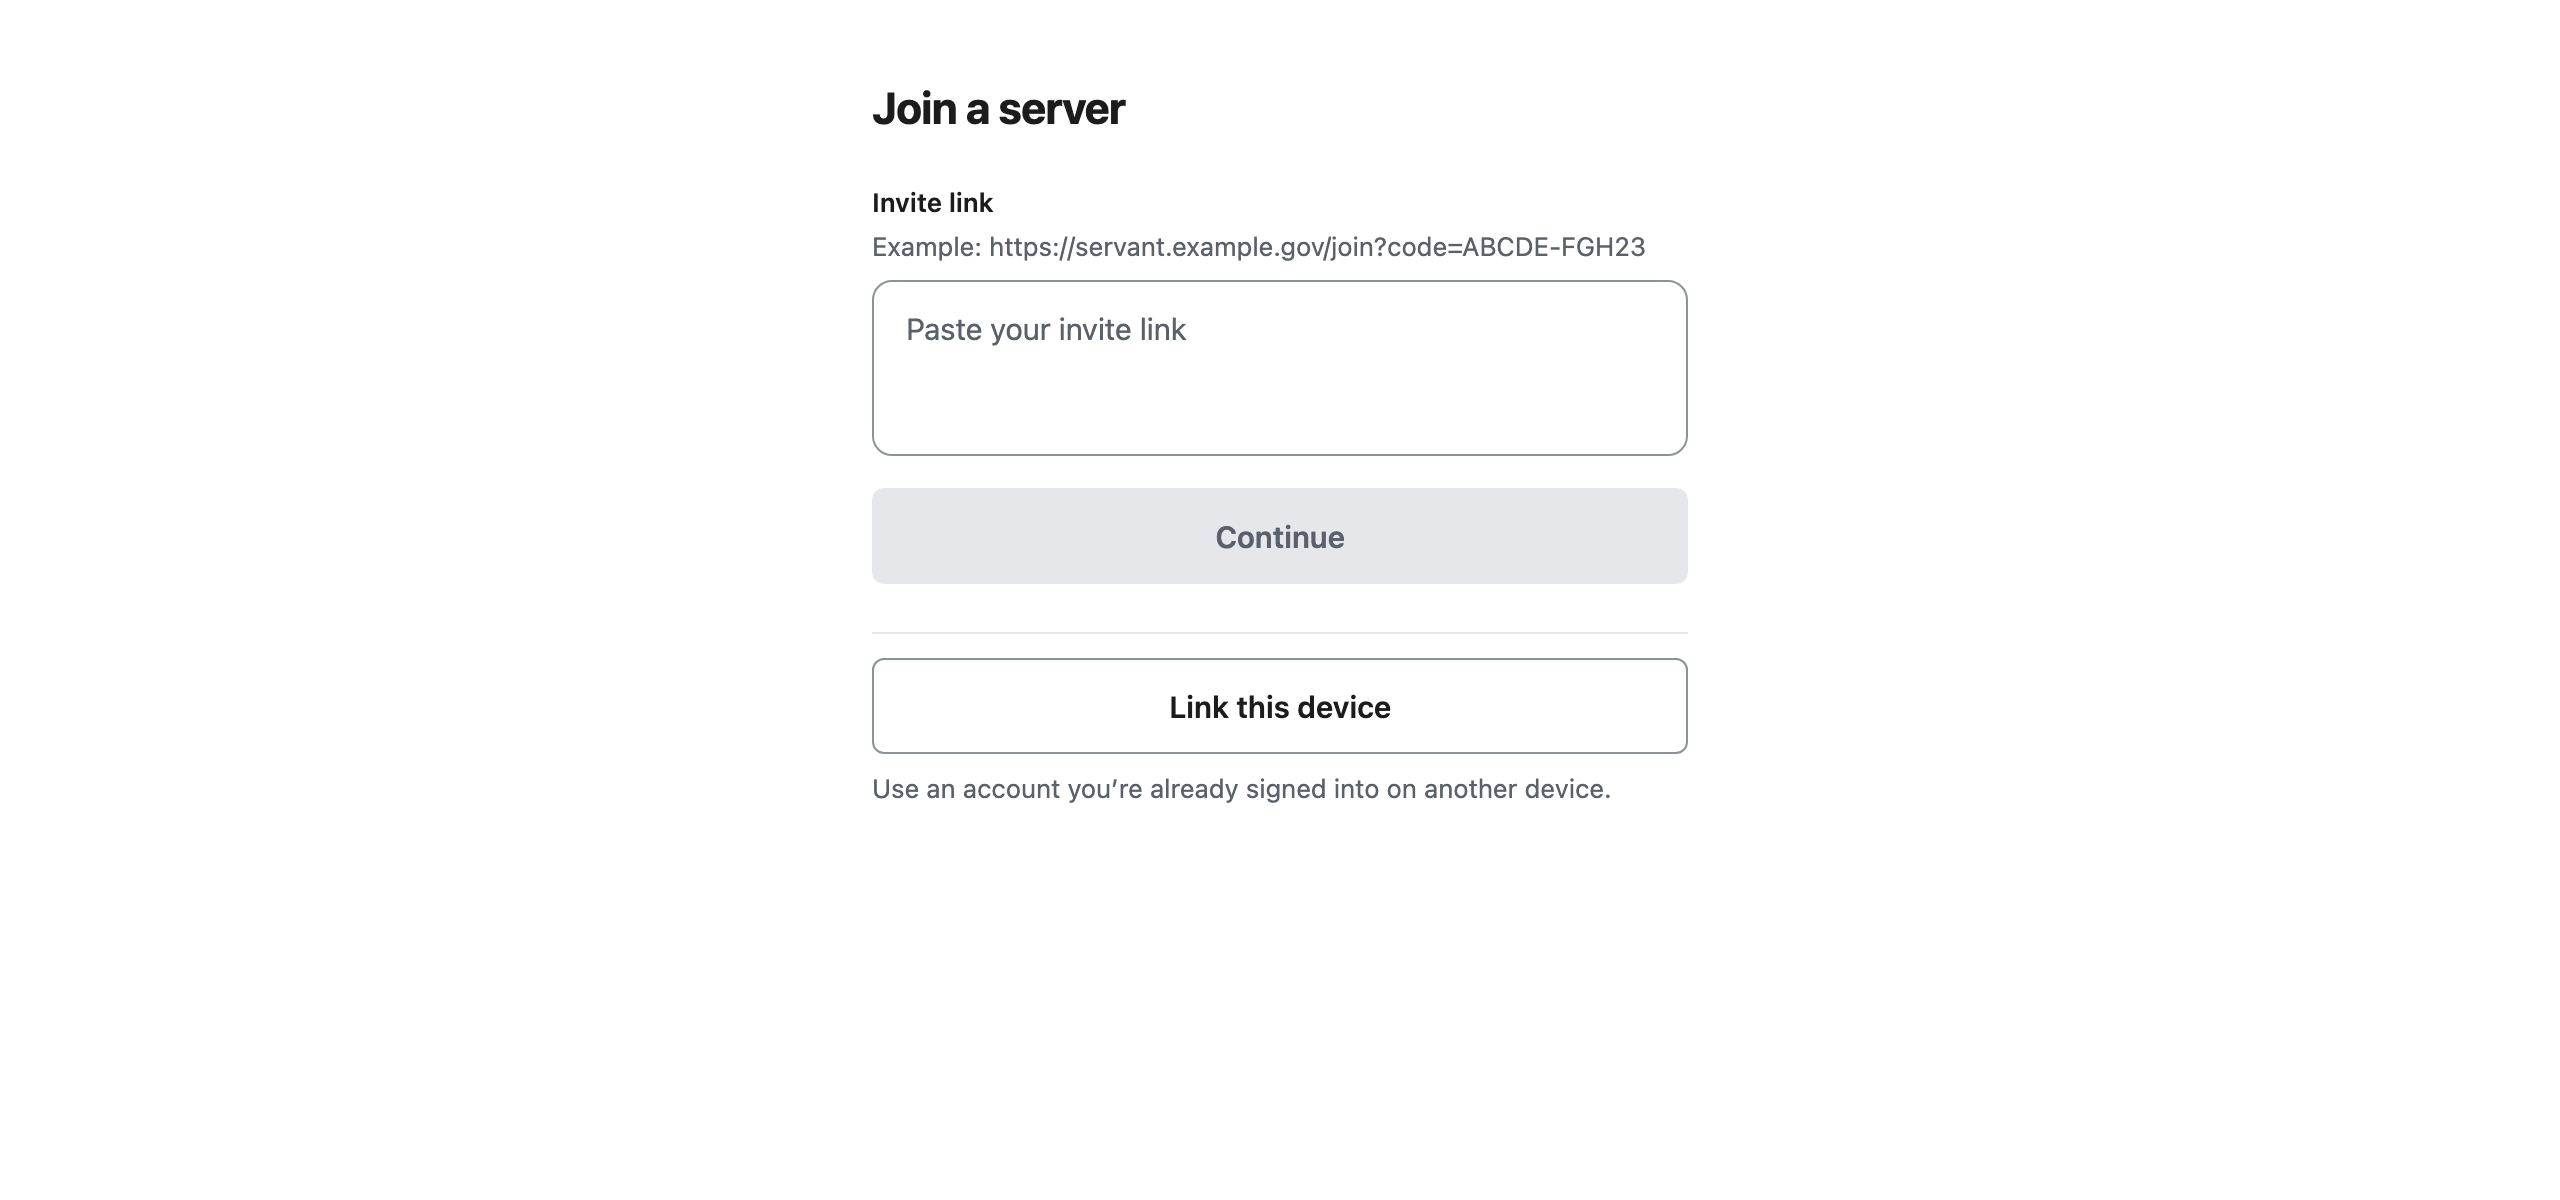 Join a server
Invite link
Example: https://servant.example.gov/join?code=ABCDE-FGH23
Paste your invite link
Continue
Link this device
Use an account you’re already signed into on another device.